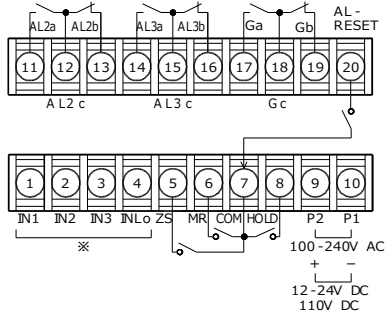 AL2a AL2b AL3a AL3b Ga Gb AL-RESET
11 12 13 14 15 16 17 18 19 20
AL2c AL3c Gc
1 2 3 4 5 6 7 8 9 10
IN1 IN2 IN3 INLo ZS MR COM HOLD P2 P1
※
100-240V AC
+ −
12-24V DC
110V DC